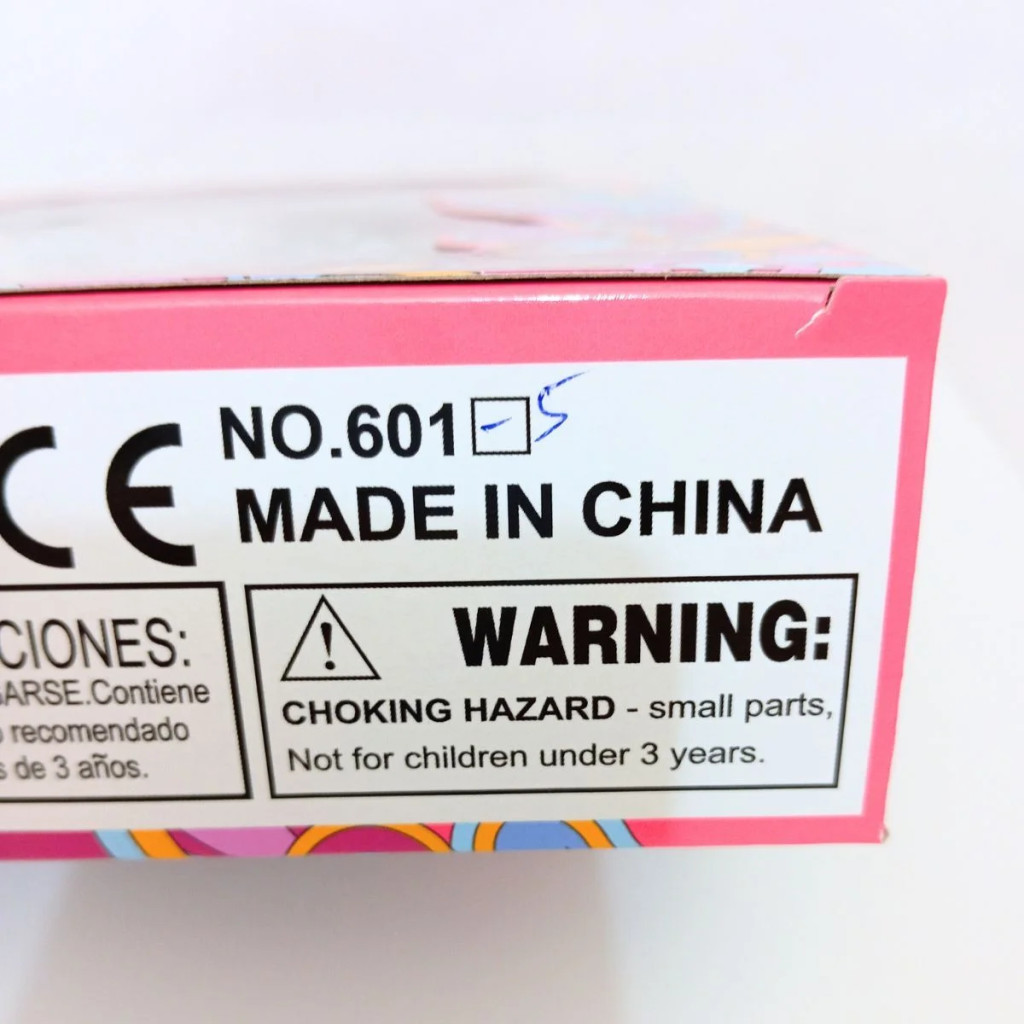 CE
NO.601 -5
MADE IN CHINA
CIONES:
ARSE.Contiene
recomendado
s de 3 años.
WARNING:
CHOKING HAZARD - small parts,
Not for children under 3 years.